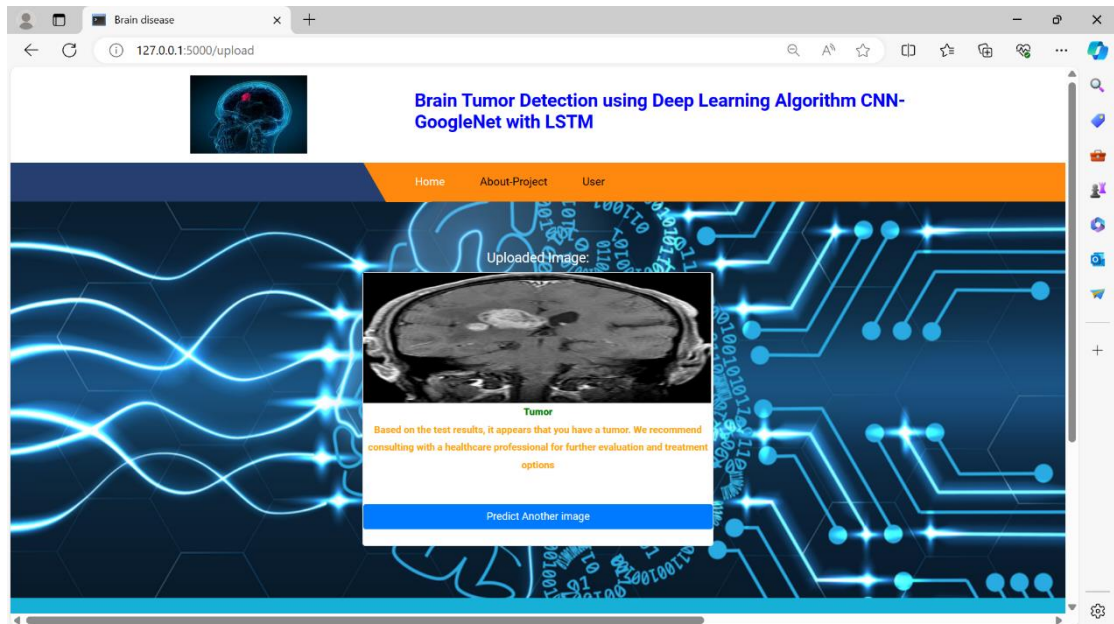 Brain disease
127.0.0.1:5000/upload
Brain Tumor Detection using Deep Learning Algorithm CNN-
GoogleNet with LSTM
Home About-Project User
Uploaded Image:
Tumor
Based on the test results, it appears that you have a tumor. We recommend
consulting with a healthcare professional for further evaluation and treatment
options
Predict Another image